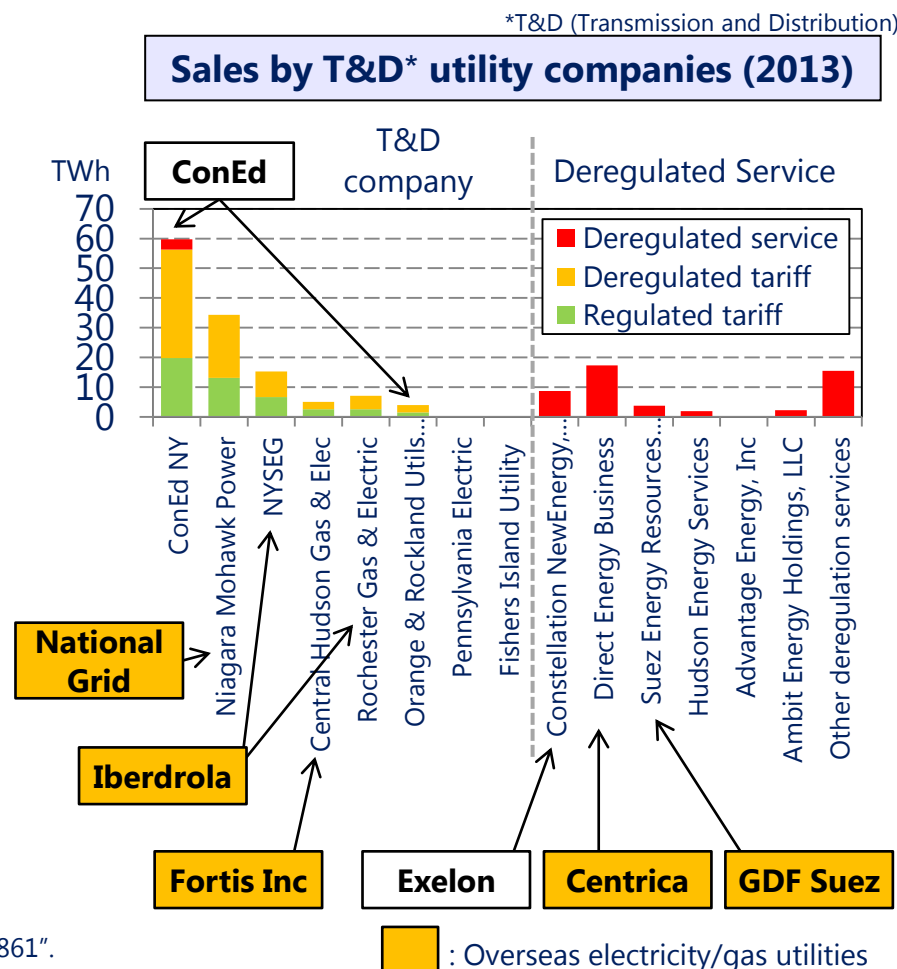 *T&D (Transmission and Distribution)
Sales by T&D* utility companies (2013)
T&D
company
Deregulated Service
TWh
ConEd
70
60
50
40
30
20
10
0
Deregulated service
Deregulated tariff
Regulated tariff
ConEd NY
Niagara Mohawk Power
NYSEG
Central Hudson Gas & Elec
Rochester Gas & Electric
Orange & Rockland Utils...
Pennsylvania Electric
Fishers Island Utility
Constellation NewEnergy,...
Direct Energy Business
Suez Energy Resources...
Hudson Energy Services
Advantage Energy, Inc
Ambit Energy Holdings, LLC
Other deregulation services
National
Grid
Iberdrola
Fortis Inc
Exelon
Centrica
GDF Suez
861".
: Overseas electricity/gas utilities